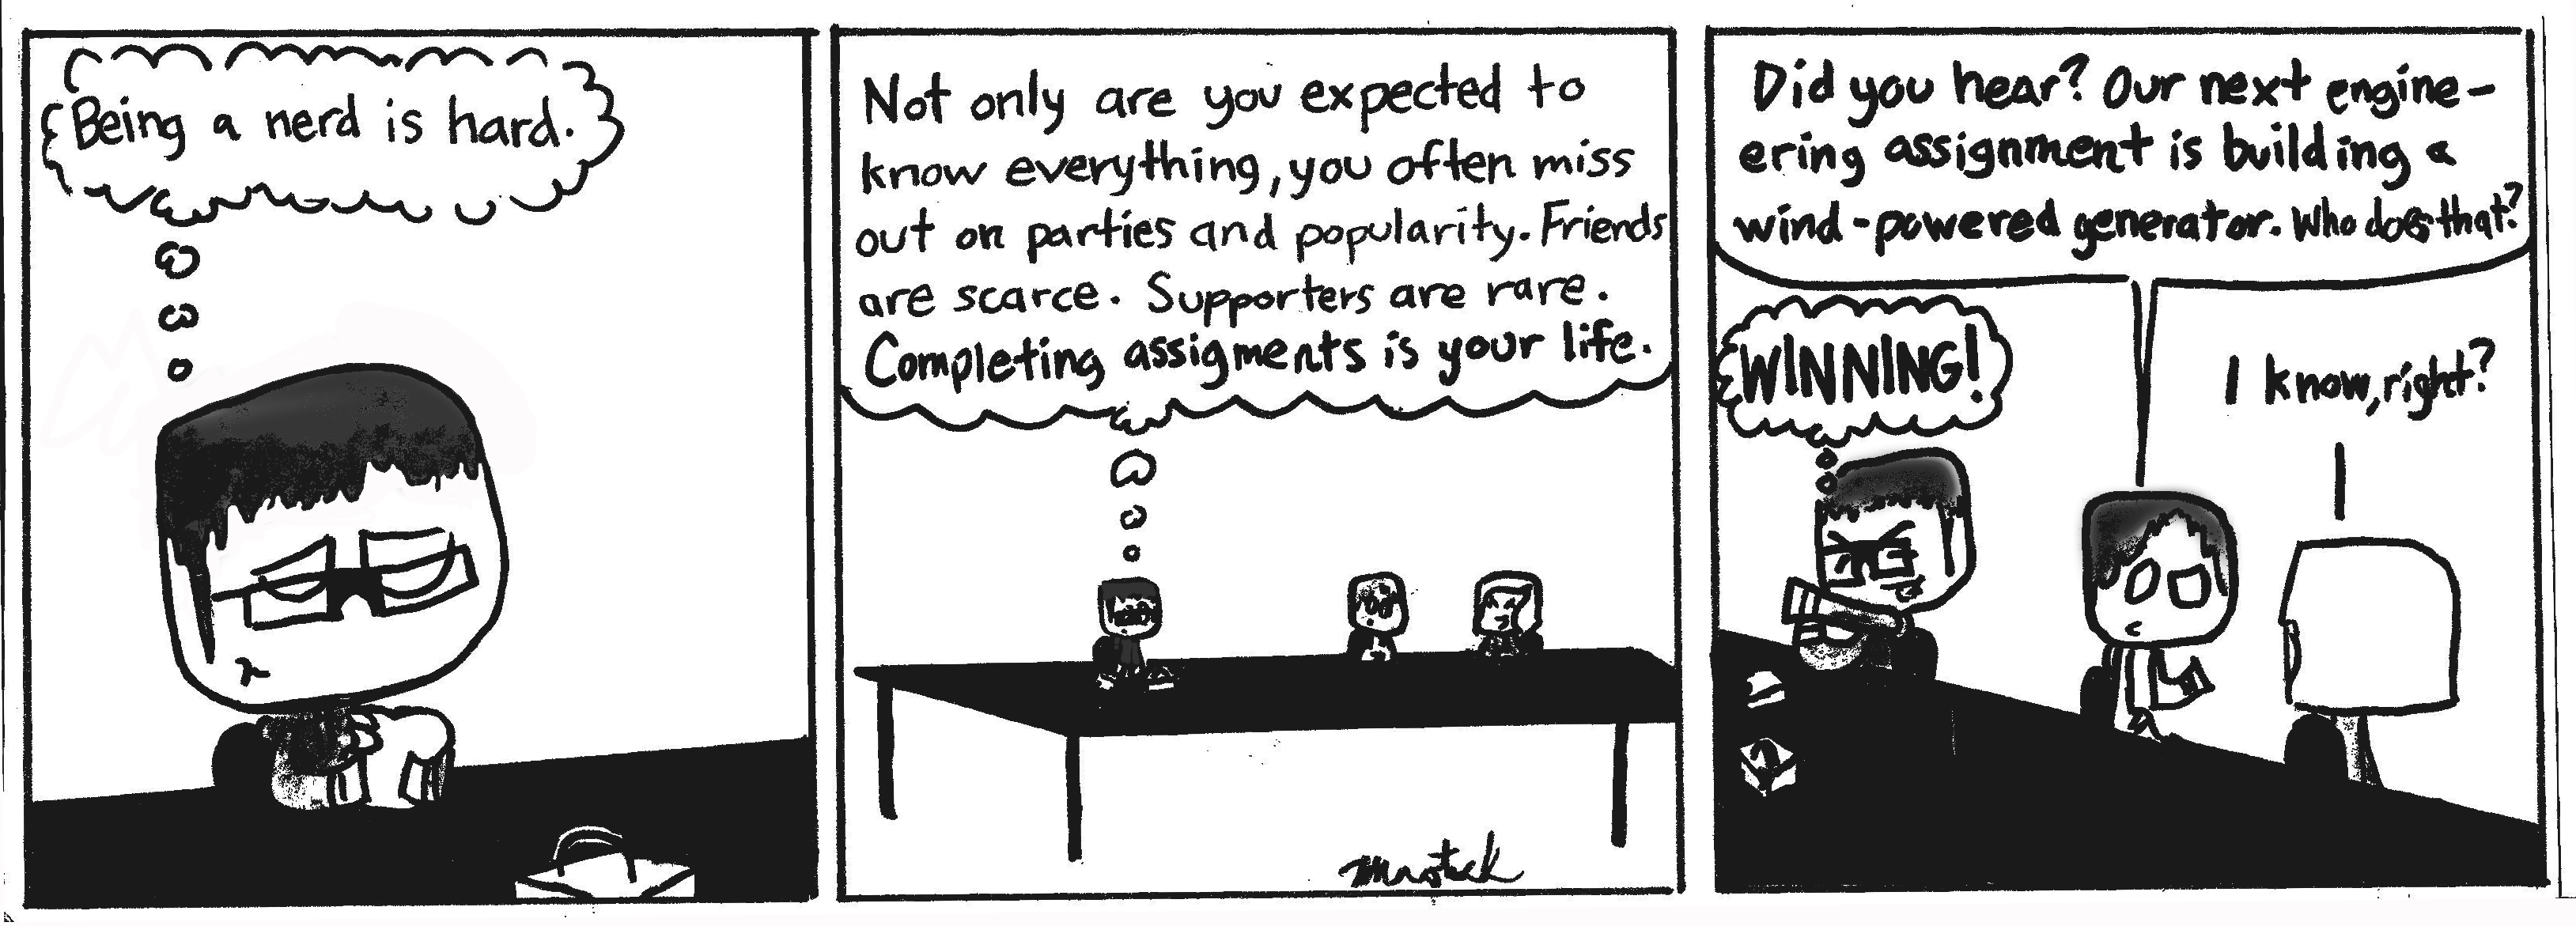 Being a nerd is hard.
Not only are you expected to
know everything, you often miss
out on parties and popularity. Friends
are scarce. Supporters are rare.
Completing assigments is your life.
Did you hear? Our next engine-
ering assignment is building a
wind-powered generator. Who does that?
WINNING!
I know, right?